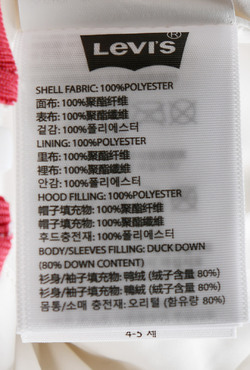 Levi's®
SHELL FABRIC: 100%POLYESTER
面布: 100%聚酯纤维
表布: 100%聚酯纖維
겉감: 100%폴리에스터
LINING: 100%POLYESTER
里布: 100%聚酯纤维
裡布: 100%聚酯纖維
안감: 100%폴리에스터
HOOD FILLING: 100%POLYESTER
帽子填充物: 100%聚酯纤维
帽子填充物: 100%聚酯纖維
후드충전재: 100%폴리에스터
BODY/SLEEVES FILLING: DUCK DOWN
(80% DOWN CONTENT)
衫身/袖子填充物: 鸭绒 (绒子含量 80%)
衫身/袖子填充物: 鴨絨 (絨子含量 80%)
몸통/소매 충전재: 오리털 (함유량 80%)
4-5 세